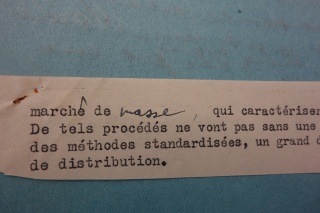 marché de masse, qui caractérisen
De tels procédés ne vont pas sans une
des méthodes standardisées, un grand d
de distribution.